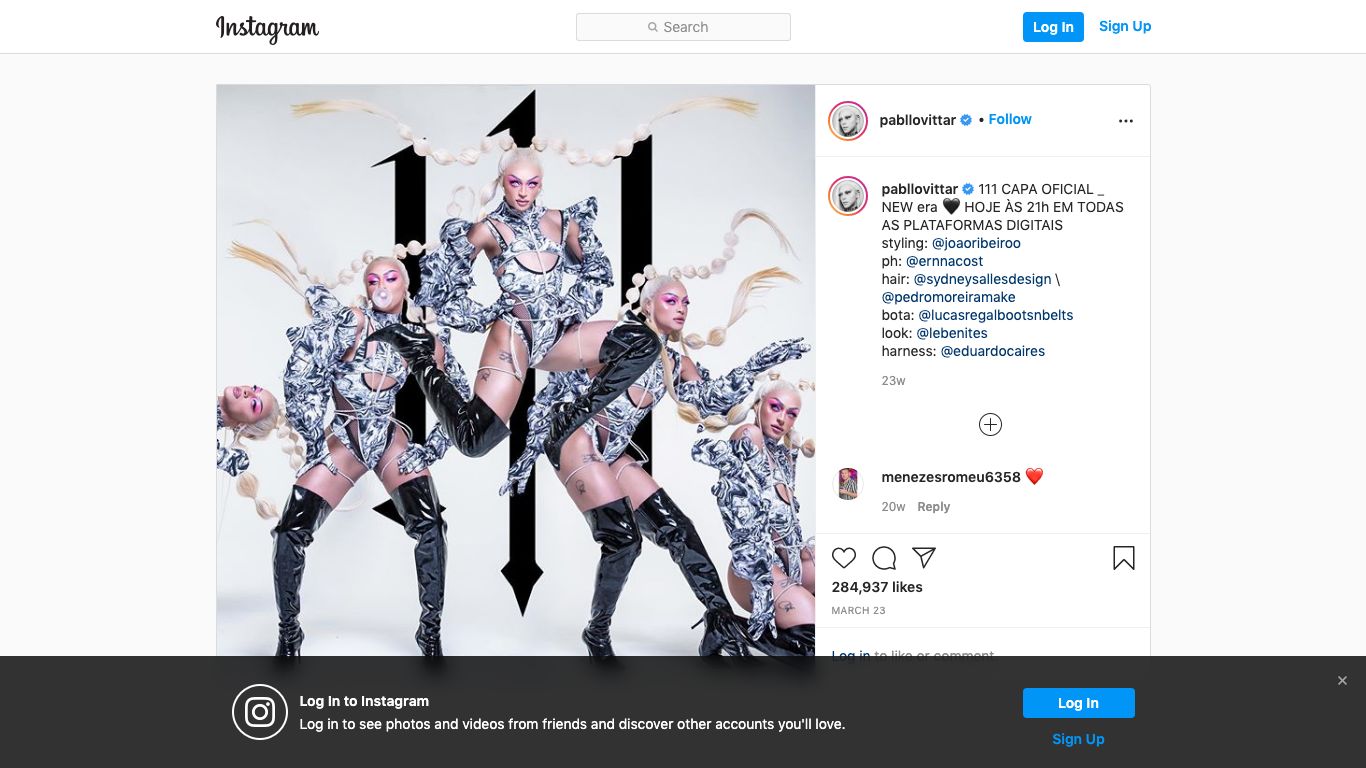 Instagram
Search
Log In
Sign Up
pabllovittar • Follow
pabllovittar 111 CAPA OFICIAL _
NEW era 🖤 HOJE ÀS 21h EM TODAS
AS PLATAFORMAS DIGITAIS
styling: @joaoribeiroo
ph: @ernnacost
hair: @sydneysallesdesign \
@pedromoreiramake
bota: @lucasregalbootsnbelts
look: @lebenites
harness: @eduardocaires
23w
menezesromeu6358 ❤️
20w Reply
284,937 likes
MARCH 23
Log in to like or comment.
Log In to Instagram
Log in to see photos and videos from friends and discover other accounts you'll love.
Log In
Sign Up